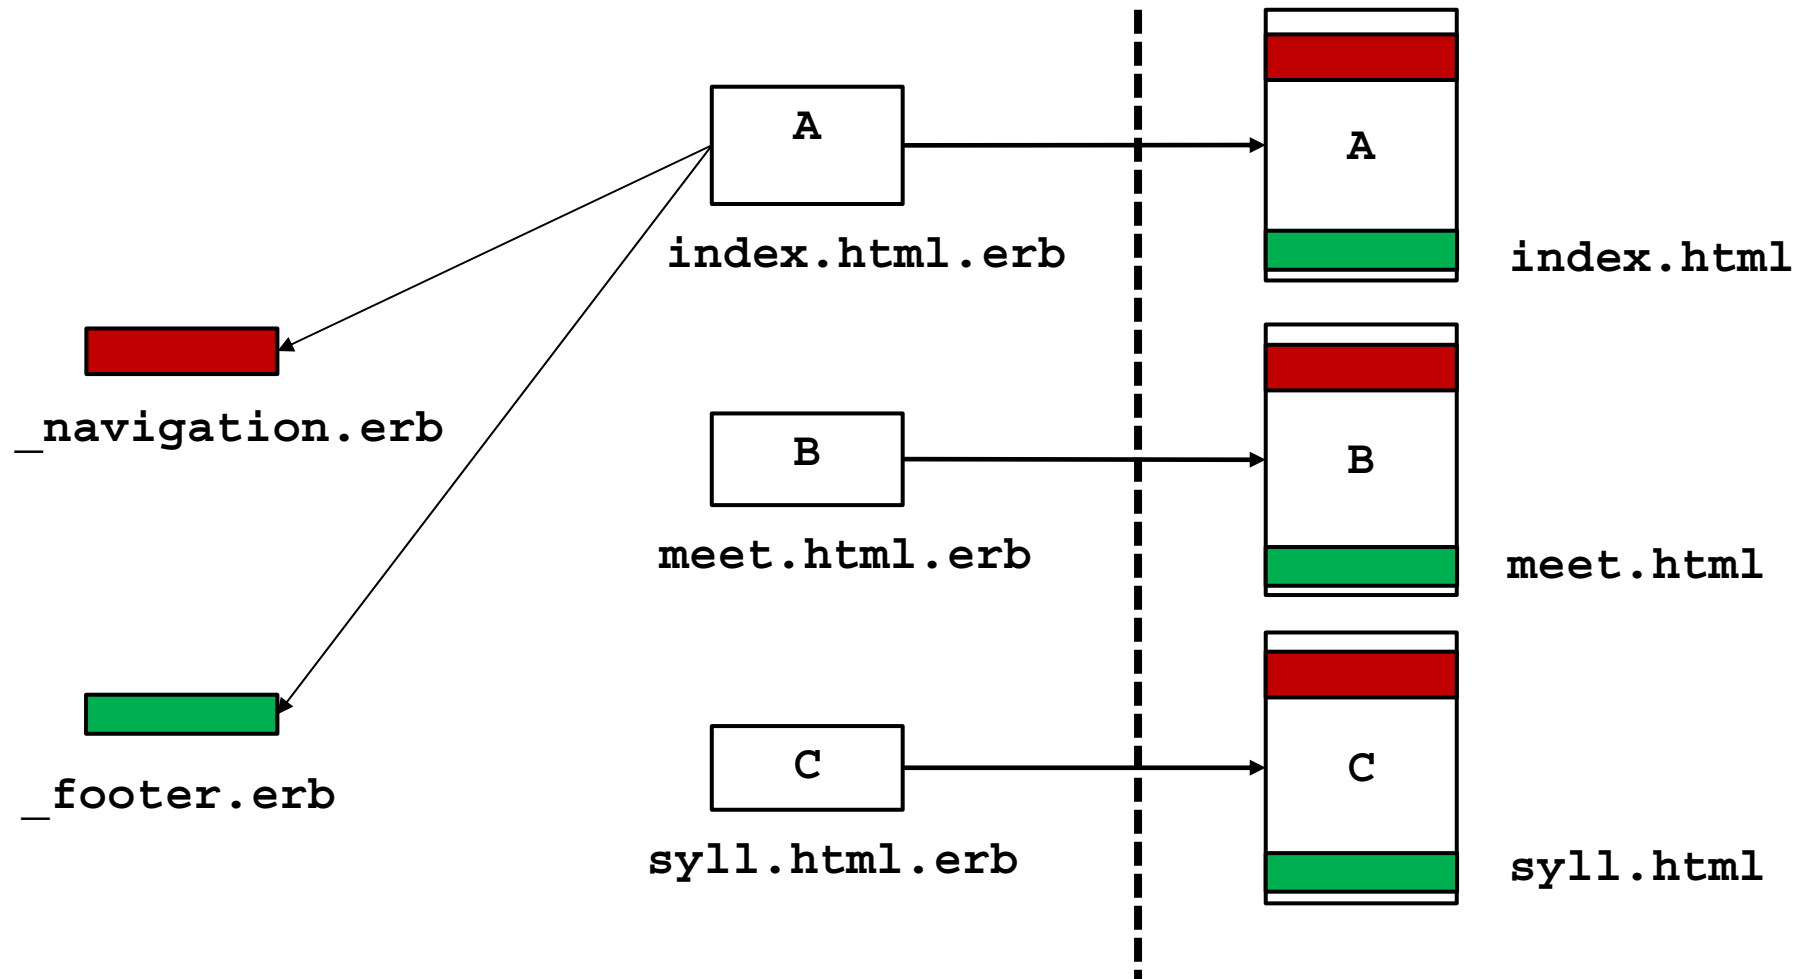 A
A
index.html.erb
index.html
_navigation.erb
B
B
meet.html.erb
meet.html
C
C
_footer.erb
syll.html.erb
syll.html